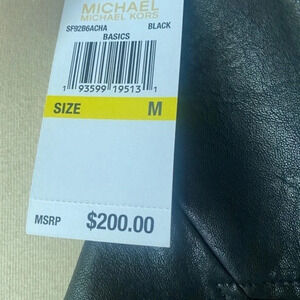 MICHAEL
MICHAEL KORS
SF92B6ACHA BLACK
BASICS
1 93599 19513 1
SIZE M
MSRP $200.00